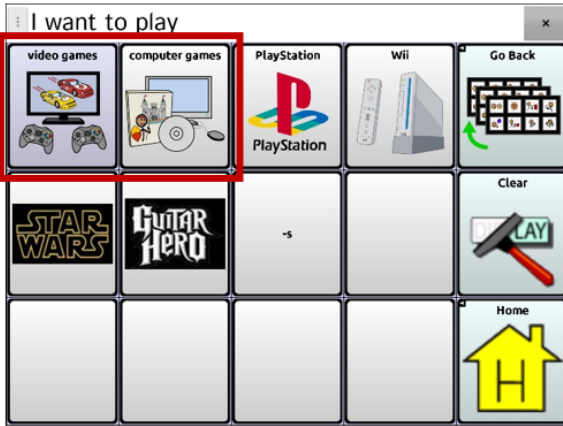 I want to play
×
video games
computer games
PlayStation
Wii
Go Back
PlayStation
Clear
STAR
WARS
GUITAR
HERO
-s
DISPLAY
Home
H